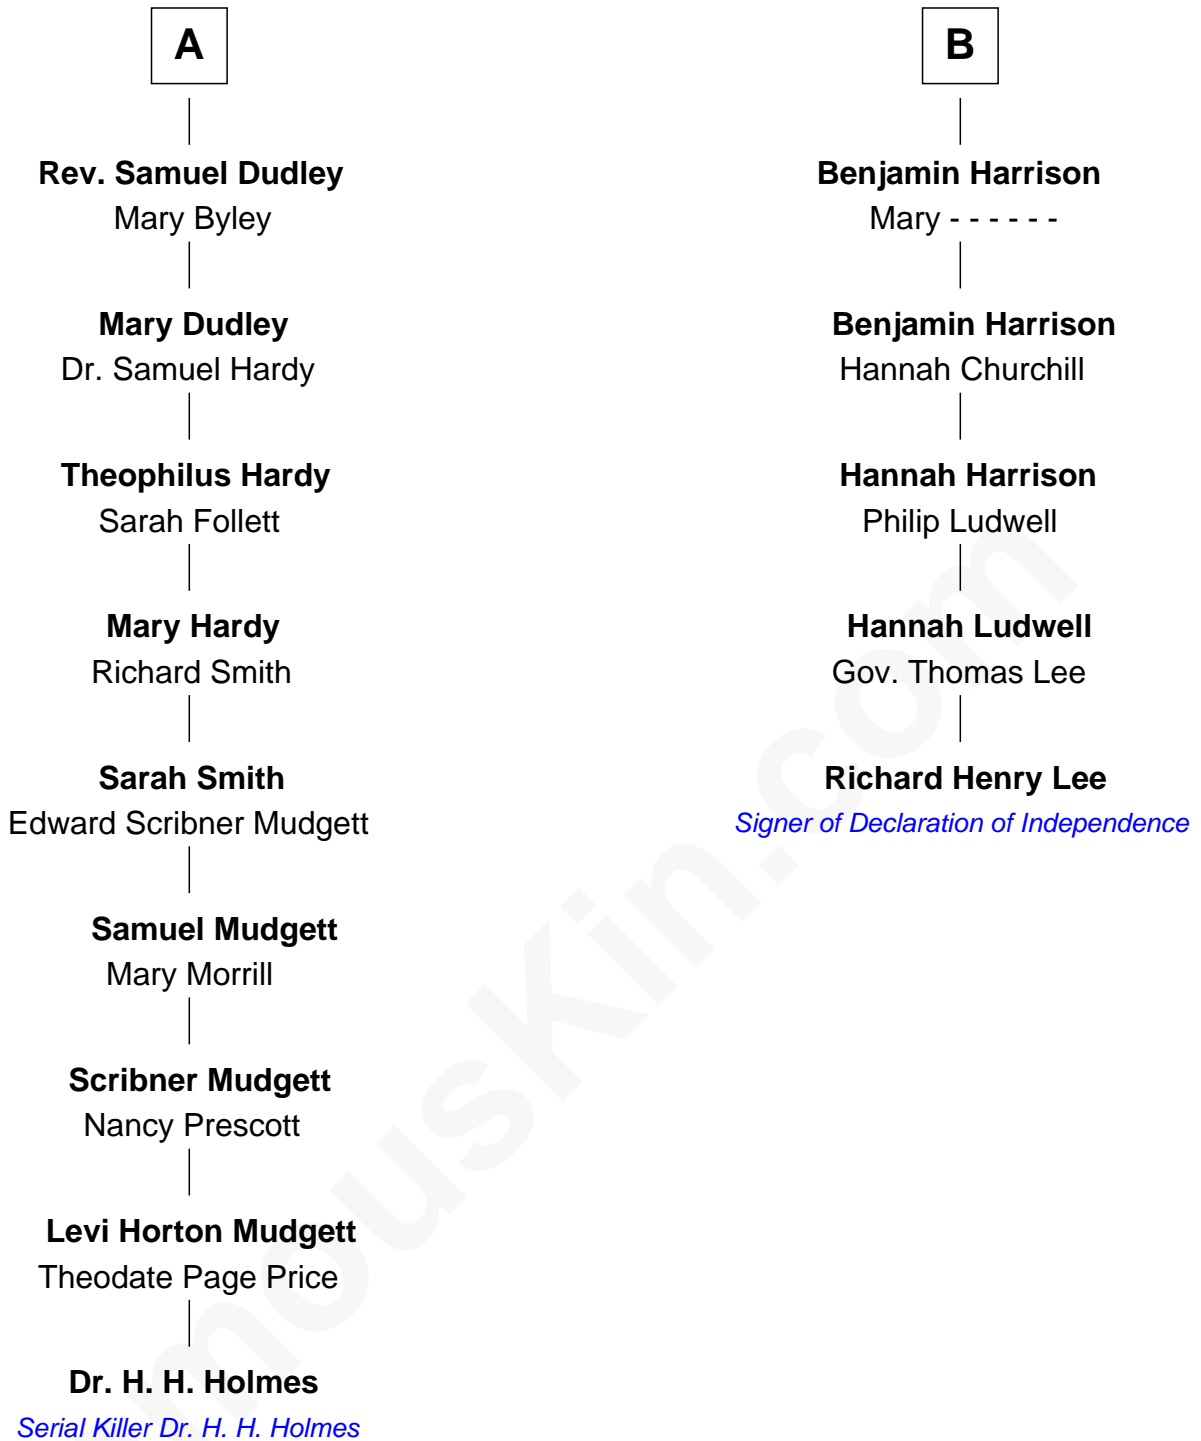 A
Rev. Samuel Dudley
Mary Byley
Mary Dudley
Dr. Samuel Hardy
Theophilus Hardy
Sarah Follett
Mary Hardy
Richard Smith
Sarah Smith
Edward Scribner Mudgett
Samuel Mudgett
Mary Morrill
Scribner Mudgett
Nancy Prescott
Levi Horton Mudgett
Theodate Page Price
Dr. H. H. Holmes
Serial Killer Dr. H. H. Holmes
B
Benjamin Harrison
Mary - - - - - -
Benjamin Harrison
Hannah Churchill
Hannah Harrison
Philip Ludwell
Hannah Ludwell
Gov. Thomas Lee
Richard Henry Lee
Signer of Declaration of Independence
mousKin.com